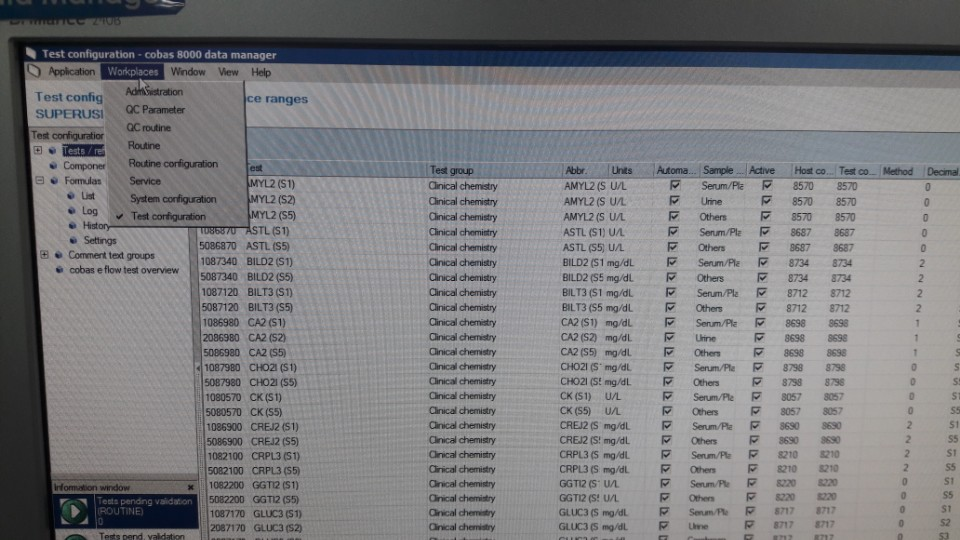 Test configuration - cobas 8000 data manager
Application Workplaces Window View Help
Test config ce ranges
SUPERUS
Administration
QC Parameter
QC routine
Routine
Routine configuration
Service
System configuration
Test configuration
Test configuration
Tests / re
Componer
Formulas
List
Log
History
Settings
Comment text groups
cobas e flow test overview
est Test group Abbr. Units Automa... Sample ... Active Host co... Test co... Method Decimal
AMYL2 (S1) Clinical chemistry AMYL2 (S U/L Serum/Pla 8570 8570 0
AMYL2 (S2) Clinical chemistry AMYL2 (S U/L Urine 8570 8570 0
AMYL2 (S5) Clinical chemistry AMYL2 (S U/L Others 8570 8570 0
1086870 ASTL (S1) Clinical chemistry ASTL (S1) U/L Serum/Pla 8687 8687 0
5086870 ASTL (S5) Clinical chemistry ASTL (S5) U/L Others 8687 8687 0
1087340 BILD2 (S1) Clinical chemistry BILD2 (S1 mg/dL Serum/Pla 8734 8734 2
5087340 BILD2 (S5) Clinical chemistry BILD2 (S5 mg/dL Others 8734 8734 2
1087120 BILT3 (S1) Clinical chemistry BILT3 (S1 mg/dL Serum/Pla 8712 8712 2
5087120 BILT3 (S5) Clinical chemistry BILT3 (S5 mg/dL Others 8712 8712 2
1086980 CA2 (S1) Clinical chemistry CA2 (S1) mg/dL Serum/Pla 8698 8698 1
2086980 CA2 (S2) Clinical chemistry CA2 (S2) mg/dL Urine 8698 8698 1
5086980 CA2 (S5) Clinical chemistry CA2 (S5) mg/dL Others 8698 8698 1
1087980 CHO2I (S1) Clinical chemistry CHO2I (S' mg/dL Serum/Pla 8798 8798 0
5087980 CHO2I (S5) Clinical chemistry CHO2I (S! mg/dL Others 8798 8798 0
1080570 CK (S1) Clinical chemistry CK (S1) U/L Serum/Pla 8057 8057 0 S1
5080570 CK (S5) Clinical chemistry CK (S5) U/L Others 8057 8057 0 S5
1086900 CREJ2 (S1) Clinical chemistry CREJ2 (S mg/dL Serum/Pla 8690 8690 2 S1
5086900 CREJ2 (S5) Clinical chemistry CREJ2 (S! mg/dL Others 8690 8690 2 S5
1082100 CRPL3 (S1) Clinical chemistry CRPL3 (S mg/dL Serum/Pla 8210 8210 2 S1
5082100 CRPL3 (S5) Clinical chemistry CRPL3 (S mg/dL Others 8210 8210 2 S5
1082200 GGTI2 (S1) Clinical chemistry GGTI2 (S' U/L Serum/Pla 8220 8220 0 S1
5082200 GGTI2 (S5) Clinical chemistry GGTI2 (S! U/L Others 8220 8220 0 S5
1087170 GLUC3 (S1) Clinical chemistry GLUC3 (S mg/dL Serum/Pla 8717 8717 0 S1
2087170 GLUC3 (S2) Clinical chemistry GLUC3 (S mg/dL Urine 8717 8717 0 S2
Information window
Tests pending validation
(ROUTINE)
0
Tests pend. validation